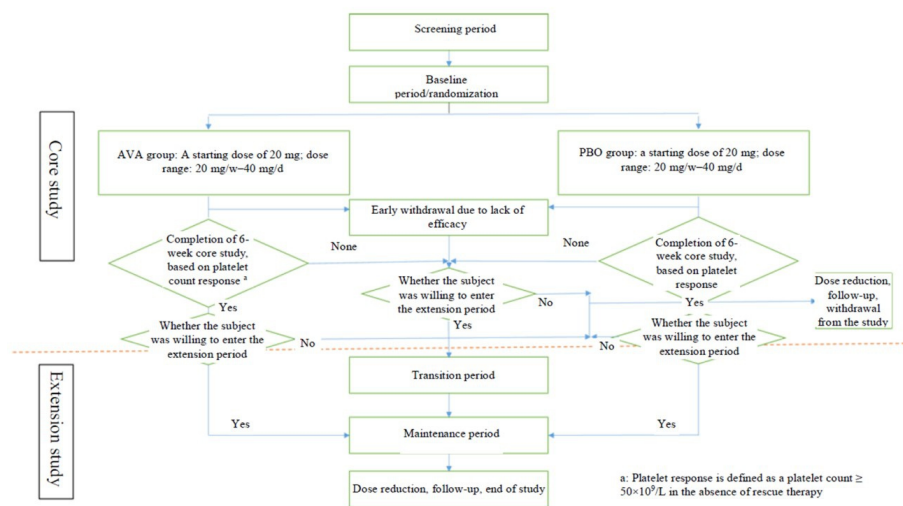 Screening period
Baseline
period/randomization
Core study
AVA group: A starting dose of 20 mg; dose
range: 20 mg/w–40 mg/d
PBO group: a starting dose of 20 mg; dose
range: 20 mg/w–40 mg/d
Early withdrawal due to lack of
efficacy
Completion of 6-
week core study,
based on platelet
count response a
None
None
Completion of 6-
week core study,
based on platelet
response
Whether the subject
was willing to enter
the extension period
No
Dose reduction,
follow-up,
withdrawal
from the study
Yes
Yes
Yes
Whether the subject
was willing to enter the
extension period
No
No
Whether the subject
was willing to enter the
extension period
Extension study
Transition period
Yes
Yes
Maintenance period
Dose reduction, follow-up, end of study
a: Platelet response is defined as a platelet count ≥
50×10⁹/L in the absence of rescue therapy